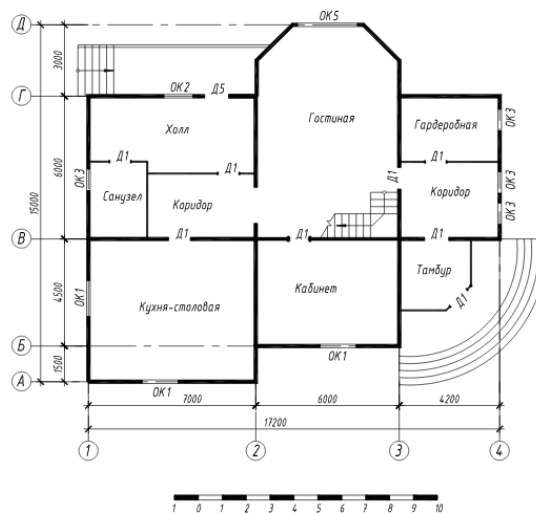 Д
ОК5
3000
ОК2
Д5
Г
Холл
Гостиная
Гардеробная
ОК3
Д1
Д1
Д1
Д1
ОК3
6000
15000
ОК3
Санузел
Коридор
Коридор
ОК3
В
Д1
Д1
Д1
Тамбур
4500
ОК1
Кухня-столовая
Кабинет
Д1
Б
ОК1
1500
А
ОК1
7000
6000
4200
17200
1
2
3
4
1 0 1 2 3 4 5 6 7 8 9 10